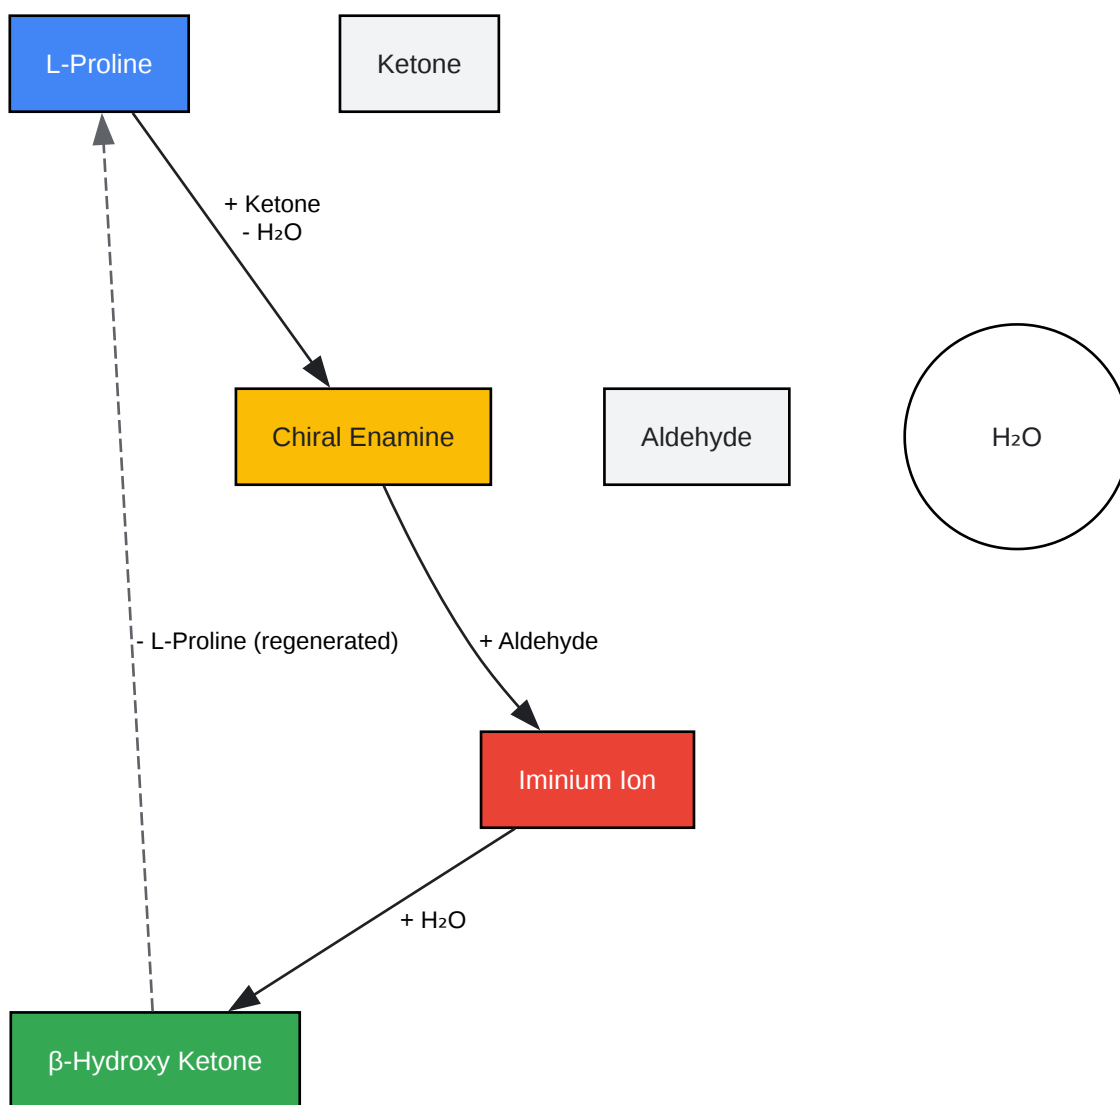 L-Proline
Ketone
+ Ketone
- H₂O
Chiral Enamine
Aldehyde
H₂O
- L-Proline (regenerated)
+ Aldehyde
Iminium Ion
+ H₂O
β-Hydroxy Ketone